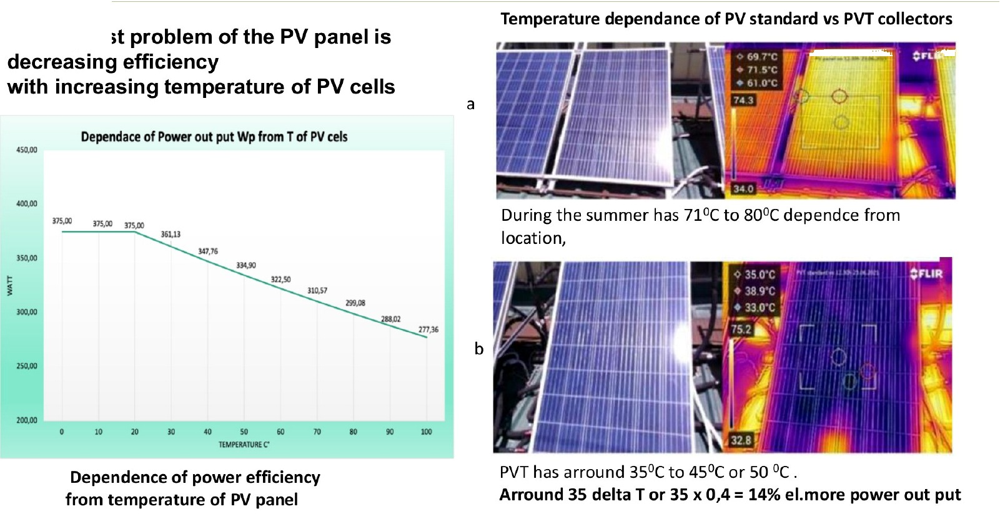 st problem of the PV panel is
decreasing efficiency
with increasing temperature of PV cells
Dependace of Power out put Wp from T of PV cels
450,00
400,00
350,00
300,00
250,00
200,00
WATT
375,00
375,00
375,00
361,13
347,76
334,90
322,50
310,57
299,08
288,02
277,36
0 10 20 30 40 50 60 70 80 90 100
TEMPERATURE C°
Dependence of power efficiency
from temperature of PV panel
Temperature dependance of PV standard vs PVT collectors
a
69.7°C
71.5°C
61.0°C
74.3
34.0
During the summer has 71⁰C to 80⁰C dependce from
location,
b
35.0°C
38.9°C
33.0°C
75.2
32.8
FLIR
PVT has arround 35⁰C to 45⁰C or 50 ⁰C .
Arround 35 delta T or 35 x 0,4 = 14% el.more power out put